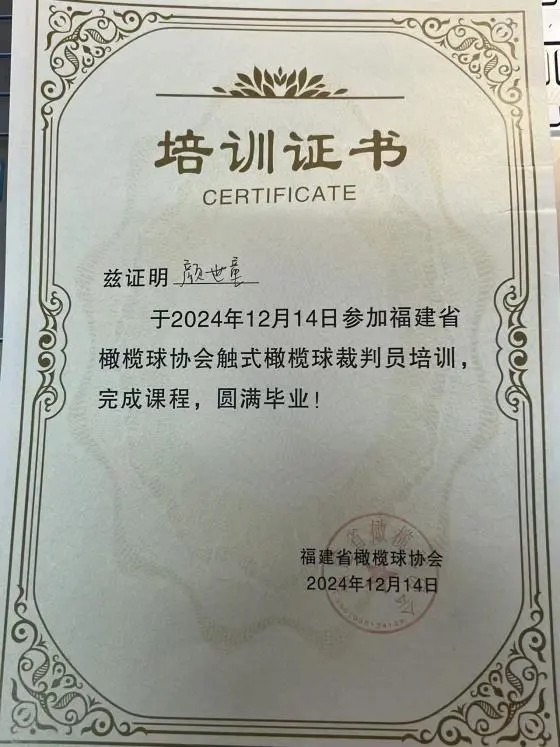 培训证书
CERTIFICATE
兹证明 颜世童
于2024年12月14日参加福建省
橄榄球协会触式橄榄球裁判员培训，
完成课程，圆满毕业！
福建省橄榄球协会
2024年12月14日